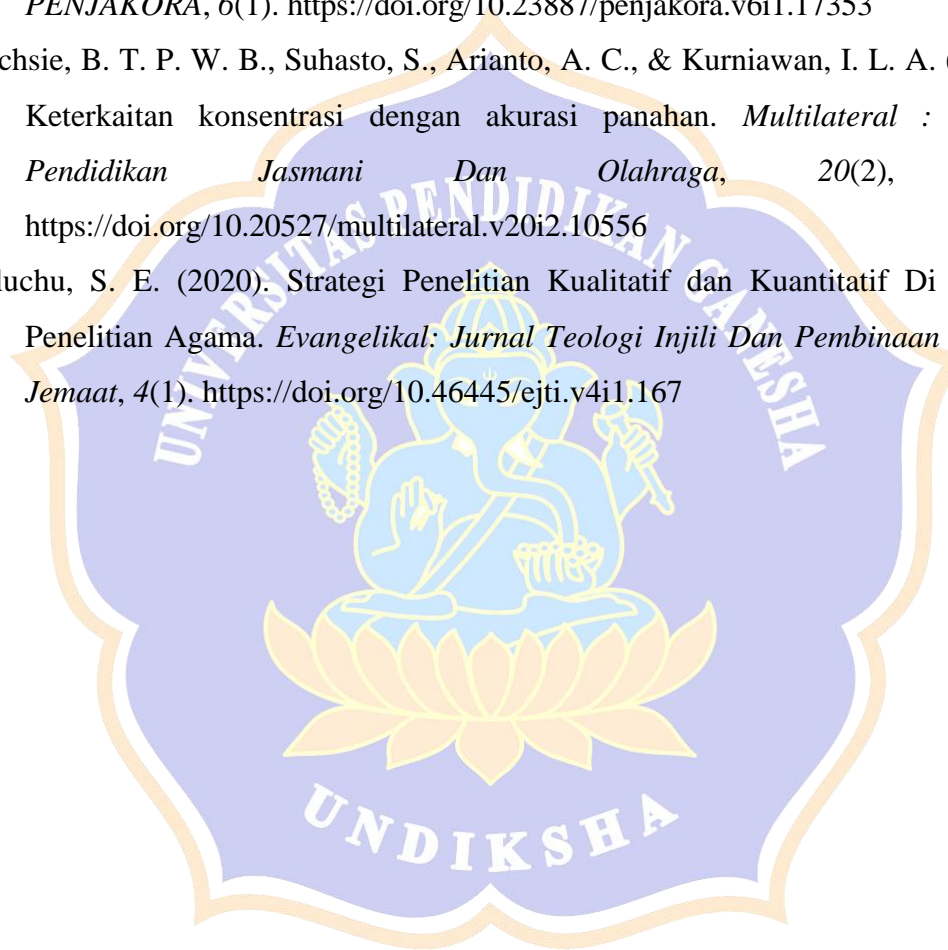 PENJAKORA, 6(1). https://doi.org/10.23887/penjakora.v6i1.17353
chsie, B. T. P. W. B., Suhasto, S., Arianto, A. C., & Kurniawan, I. L. A. (
Keterkaitan konsentrasi dengan akurasi panahan. Multilateral :
Pendidikan Jasmani Dan Olahraga, 20(2),
https://doi.org/10.20527/multilateral.v20i2.10556
luchu, S. E. (2020). Strategi Penelitian Kualitatif dan Kuantitatif Di
Penelitian Agama. Evangelikal: Jurnal Teologi Injili Dan Pembinaan
Jemaat, 4(1). https://doi.org/10.46445/ejti.v4i1.167
UNIVERSITAS PENDIDIKAN GANESHA
UNDIKSHA